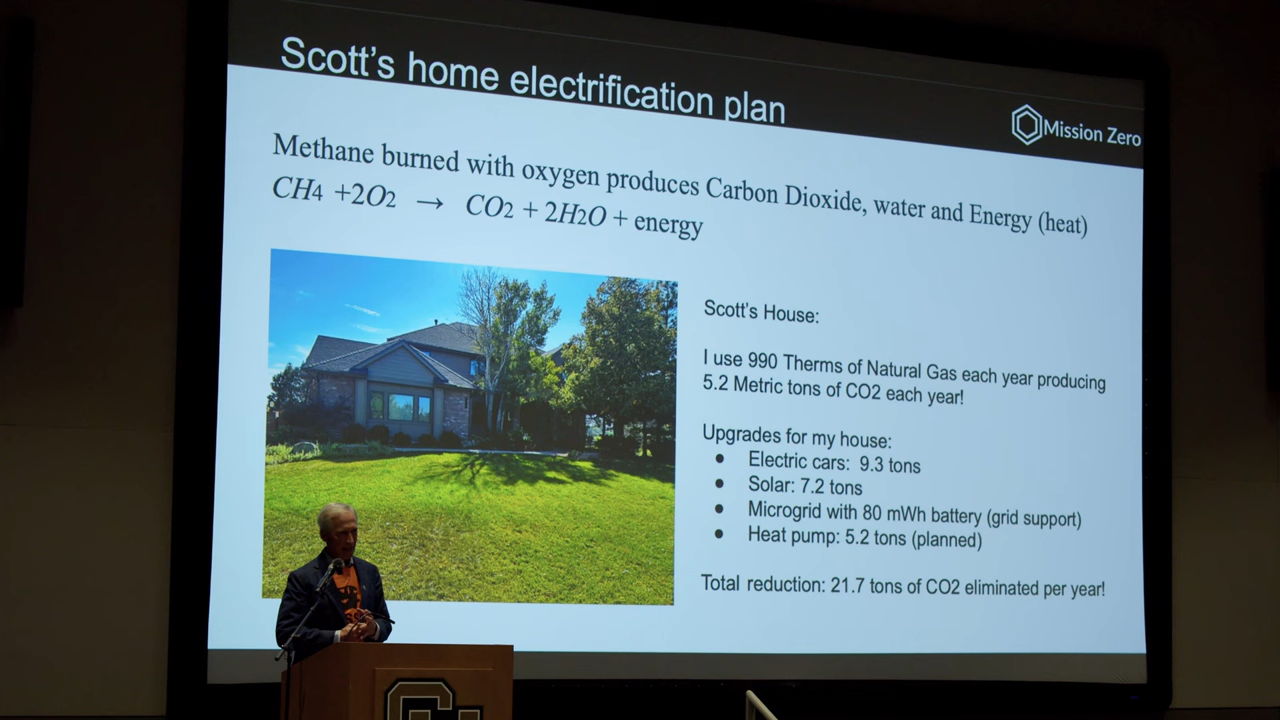 Scott's home electrification plan
Mission Zero
Methane burned with oxygen produces Carbon Dioxide, water and Energy (heat)
CH4 +2O2 → CO2 + 2H2O + energy
Scott's House:
I use 990 Therms of Natural Gas each year producing
5.2 Metric tons of CO2 each year!
Upgrades for my house:
● Electric cars: 9.3 tons
● Solar: 7.2 tons
● Microgrid with 80 mWh battery (grid support)
● Heat pump: 5.2 tons (planned)
Total reduction: 21.7 tons of CO2 eliminated per year!
CU